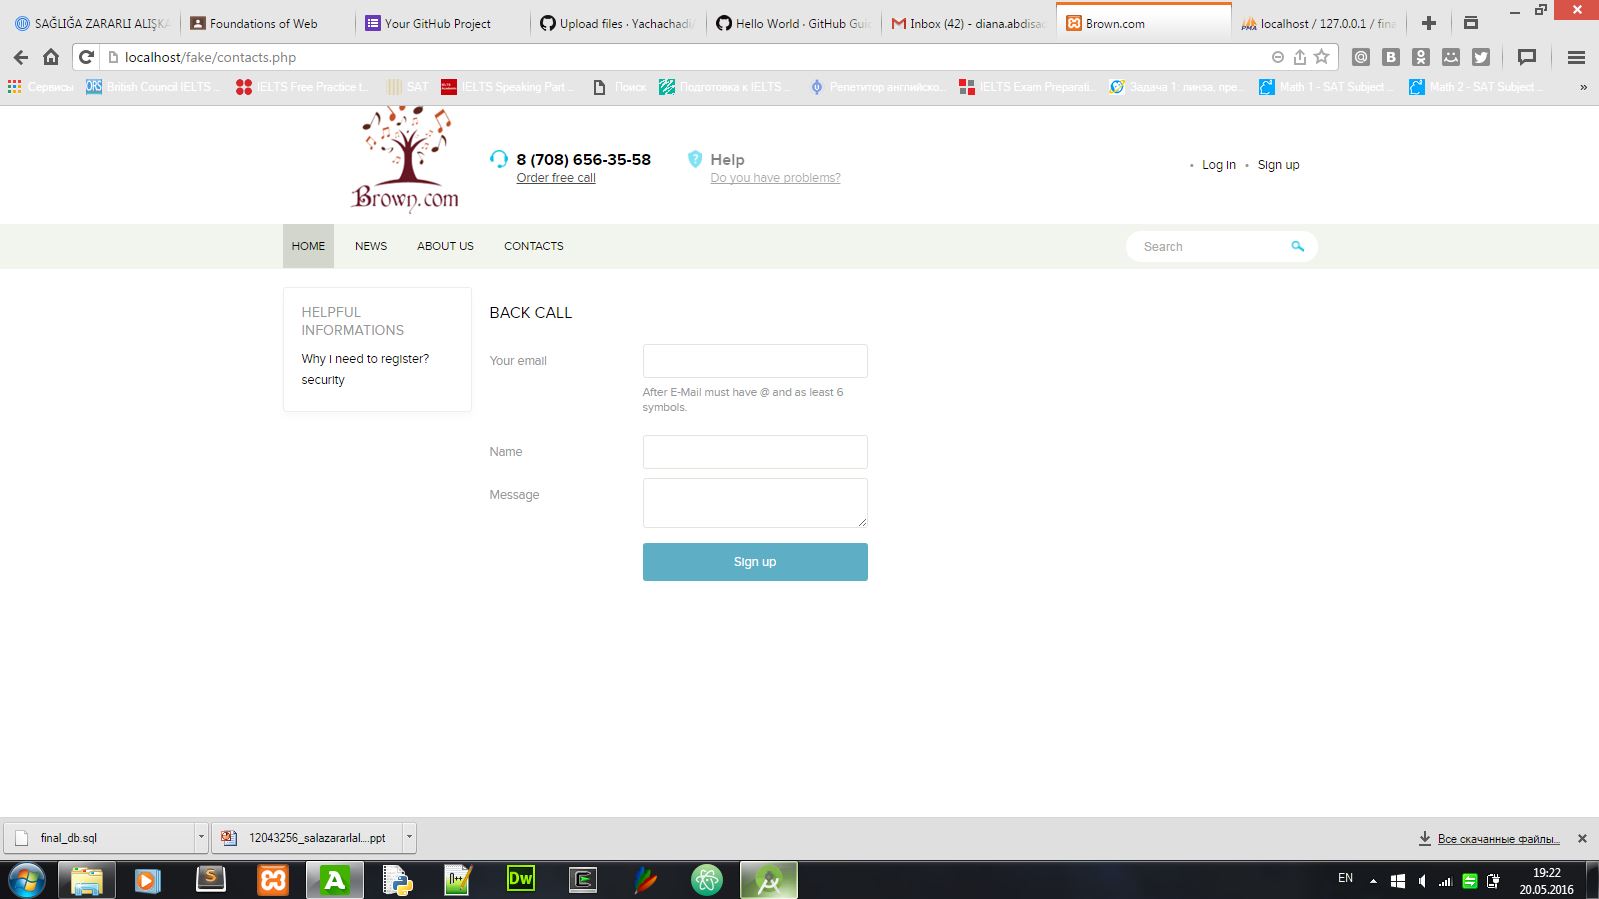 SAĞLIĞA ZARARLI ALIŞKA
Foundations of Web
Your GitHub Project
Upload files · Yachachadi/
Hello World · GitHub Guid
Inbox (42) - diana.abdisad
Brown.com
localhost / 127.0.0.1 / fina
localhost/fake/contacts.php
Сервисы
British Council IELTS ...
IELTS Free Practice t...
SAT
IELTS Speaking Part ...
Поиск
Подготовка к IELTS ...
Репетитор английско...
IELTS Exam Preparati...
Задача 1: линза, пре...
Math 1 - SAT Subject ...
Math 2 - SAT Subject ...
»
Brown.com
8 (708) 656-35-58
Order free call
Help
Do you have problems?
• Log in • Sign up
HOME
NEWS
ABOUT US
CONTACTS
Search
HELPFUL
INFORMATIONS
Why I need to register?
security
BACK CALL
Your email
After E-Mail must have @ and as least 6
symbols.
Name
Message
Sign up
final_db.sql
12043256_salazararlal....ppt
Все скачанные файлы...
Dw
EN
19:22
20.05.2016